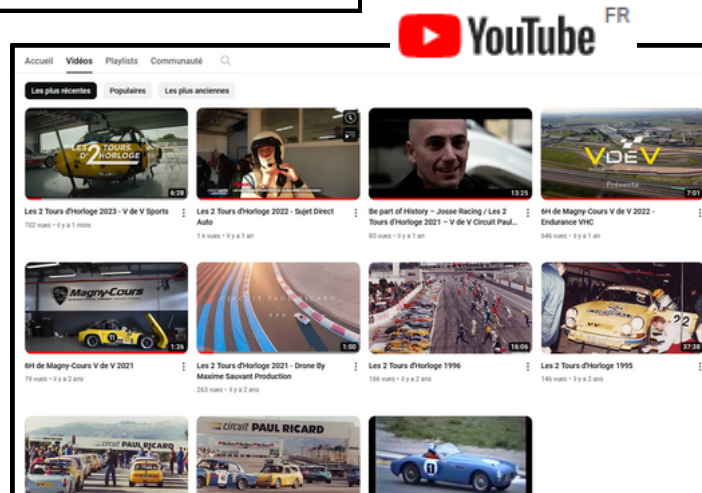 YouTube FR
Accueil Vidéos Playlists Communauté
Les plus récentes Populaires Les plus anciennes
LES 2 TOURS
D'HORLOGE
6:28
13:25
VDEV
Présente
7:01
Les 2 Tours d'Horloge 2023 - V de V Sports
702 vues • il y a 1 mois
Les 2 Tours d'Horloge 2022 - Sujet Direct
Auto
1 k vues • il y a 1 an
Be part of History – Josse Racing / Les 2
Tours d'Horloge 2021 – V de V Circuit Paul...
85 vues • il y a 1 an
6H de Magny-Cours V de V 2022 -
Endurance VHC
646 vues • il y a 1 an
Magny-Cours
1:26
CIRCUIT PAUL RICARD
FPV
1:00
16:06
22
37:38
6H de Magny-Cours V de V 2021
79 vues • il y a 2 ans
Les 2 Tours d'Horloge 2021 - Drone By
Maxime Sauvant Production
263 vues • il y a 2 ans
Les 2 Tours d'Horloge 1996
166 vues • il y a 2 ans
Les 2 Tours d'Horloge 1995
146 vues • il y a 2 ans
circuit PAUL RICARD
circuit PAUL RICARD